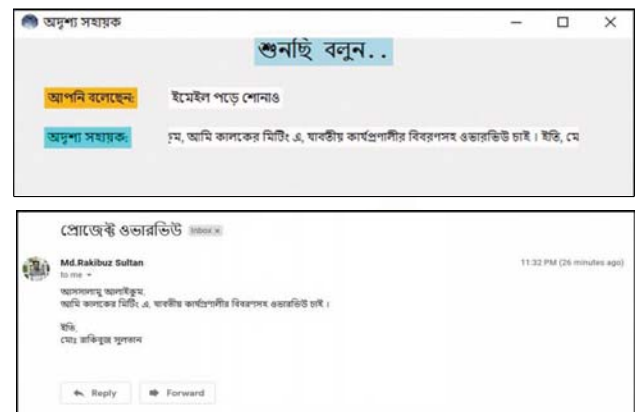 অদৃশ্য সহায়ক
শুনছি বলুন..
আপনি বলেছেন: ইমেইল পড়ে শোনাও
অদৃশ্য সহায়ক: ুম, আমি কালকের মিটিং এ, যাবতীয় কার্যপ্রণালীর বিবরণসহ ওভারভিউ চাই । ইতি, মে
প্রোজেক্ট ওভারভিউ Inbox x
Md.Rakibuz Sultan 11:32 PM (26 minutes ago)
to me
আসসালামু আলাইকুম,
আমি কালকের মিটিং এ, যাবতীয় কার্যপ্রণালীর বিবরণসহ ওভারভিউ চাই ।
ইতি,
মোঃ রাকিবুজ সুলতান
Reply Forward